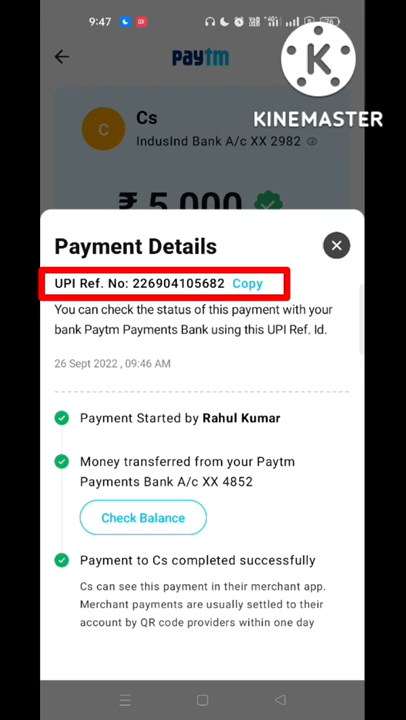 9:47
paytm
K
KINEMASTER
C
Cs
IndusInd Bank A/c XX 2982
₹ 5,000
Payment Details
UPI Ref. No: 226904105682 Copy
You can check the status of this payment with your
bank Paytm Payments Bank using this UPI Ref. Id.
26 Sept 2022 , 09:46 AM
Payment Started by Rahul Kumar
Money transferred from your Paytm
Payments Bank A/c XX 4852
Check Balance
Payment to Cs completed successfully
Cs can see this payment in their merchant app.
Merchant payments are usually settled to their
account by QR code providers within one day